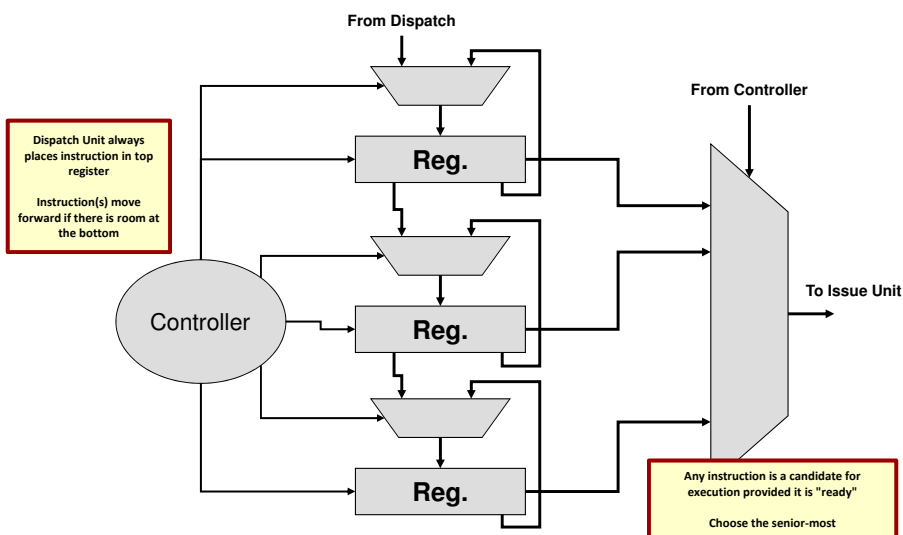 From Dispatch
From Controller
Dispatch Unit always
places instruction in top
register
Instruction(s) move
forward if there is room at
the bottom
Reg.
Controller
Reg.
To Issue Unit
Reg.
Any instruction is a candidate for
execution provided it is "ready"
Choose the senior-most